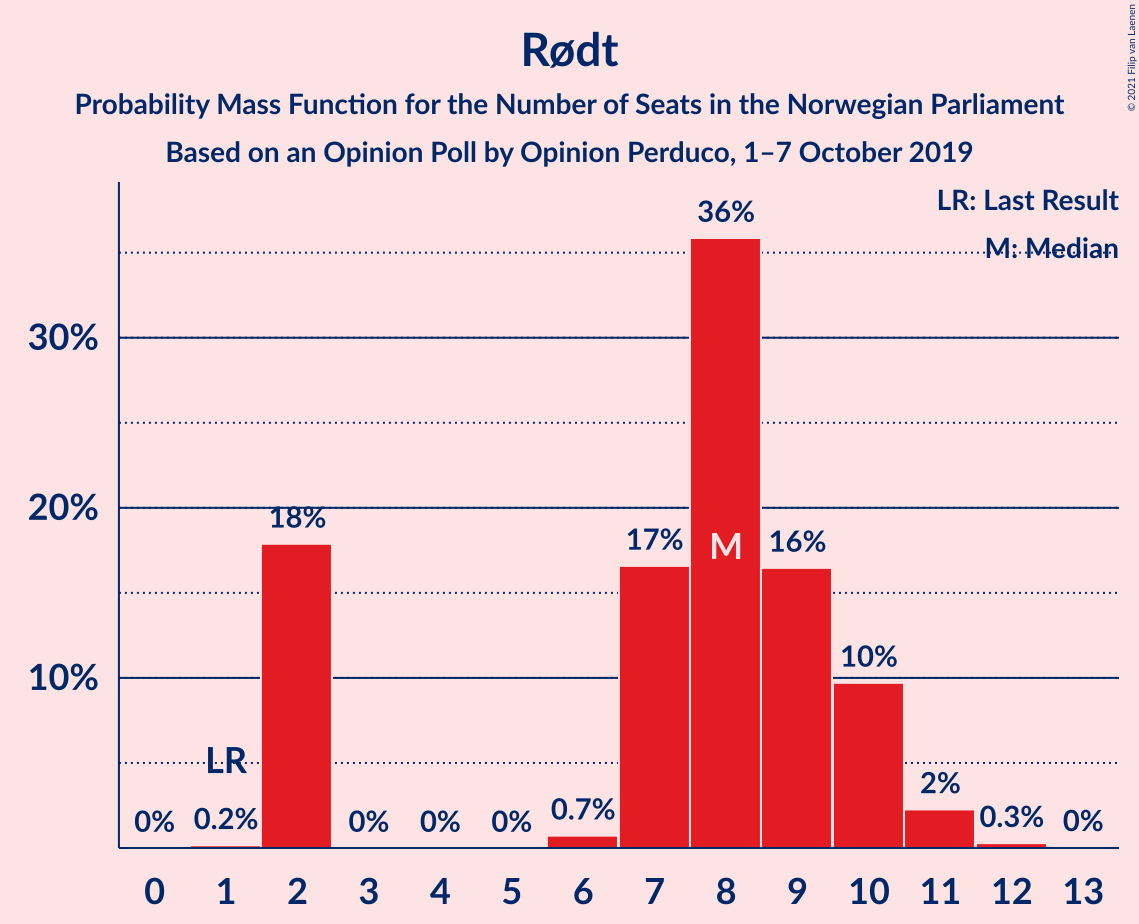 Rødt
Probability Mass Function for the Number of Seats in the Norwegian Parliament
Based on an Opinion Poll by Opinion Perduco, 1–7 October 2019
© 2021 Filip van Laenen
LR: Last Result
M: Median
36%
30%
20%
18%
17%
M
16%
10%
10%
LR
0%
0.2%
0%
0%
0%
0.7%
2%
0.3%
0%
0 1 2 3 4 5 6 7 8 9 10 11 12 13